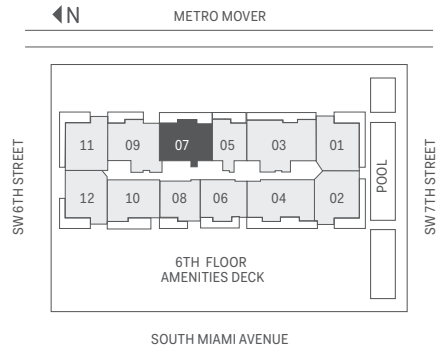 N
METRO MOVER
SW 6TH STREET
11
09
07
05
03
01
12
10
08
06
04
02
POOL
SW 7TH STREET
6TH FLOOR
AMENITIES DECK
SOUTH MIAMI AVENUE